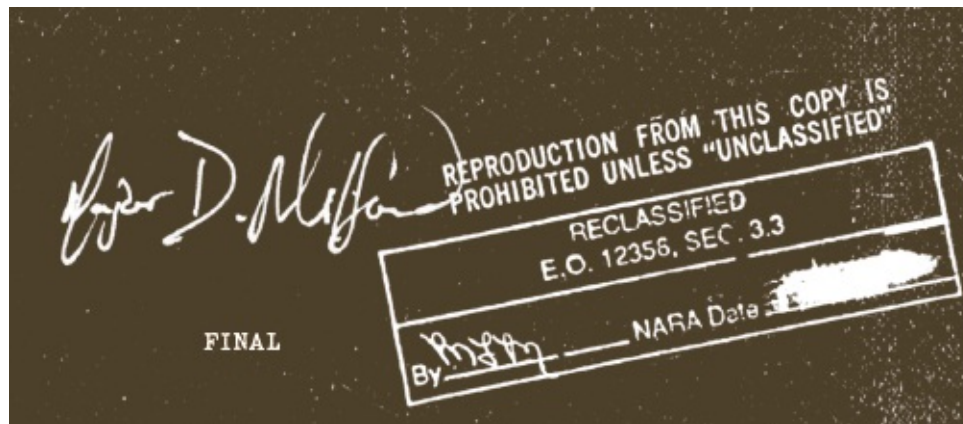 REPRODUCTION FROM THIS COPY IS
PROHIBITED UNLESS "UNCLASSIFIED"
RECLASSIFIED
E.O. 12356, SEC. 3.3
By NARA Date
FINAL